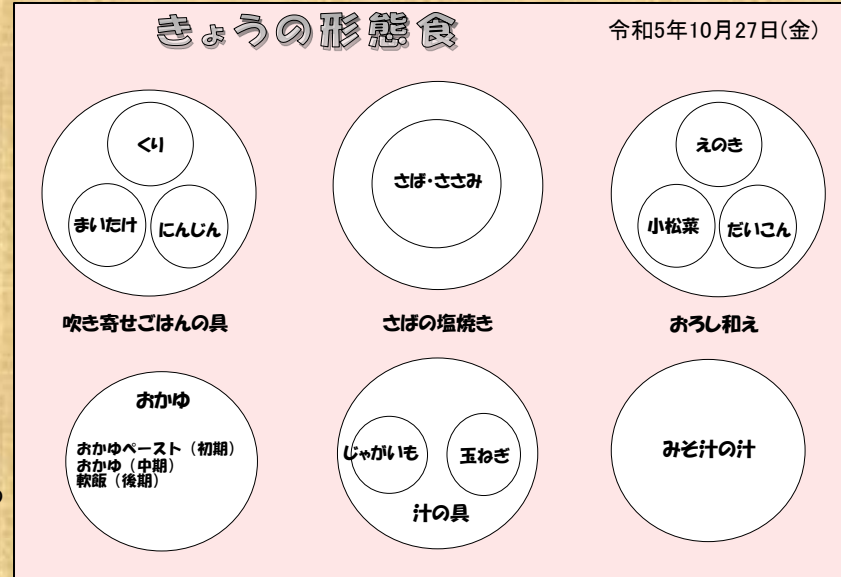 きょうの形態食
令和5年10月27日(金)
くり
まいたけ
にんじん
吹き寄せごはんの具
さば・ささみ
さばの塩焼き
えのき
小松菜
だいこん
おろし和え
おかゆ
おかゆペースト（初期）
おかゆ（中期）
軟飯（後期）
じゃがいも
玉ねぎ
汁の具
みそ汁の汁